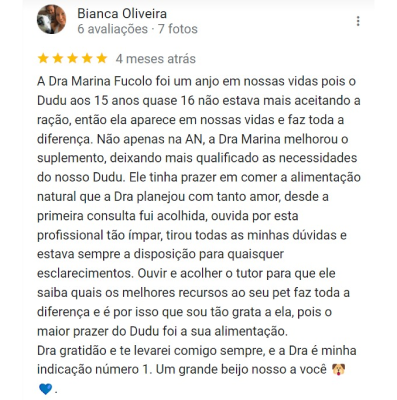 Bianca Oliveira
6 avaliações · 7 fotos
4 meses atrás
A Dra Marina Fucolo foi um anjo em nossas vidas pois o
Dudu aos 15 anos quase 16 não estava mais aceitando a
ração, então ela aparece em nossas vidas e faz toda a
diferença. Não apenas na AN, a Dra Marina melhorou o
suplemento, deixando mais qualificado as necessidades
do nosso Dudu. Ele tinha prazer em comer a alimentação
natural que a Dra planejou com tanto amor, desde a
primeira consulta fui acolhida, ouvida por esta
profissional tão ímpar, tirou todas as minhas dúvidas e
estava sempre a disposição para quaisquer
esclarecimentos. Ouvir e acolher o tutor para que ele
saiba quais os melhores recursos ao seu pet faz toda a
diferença e é por isso que sou tão grata a ela, pois o
maior prazer do Dudu foi a sua alimentação.
Dra gratidão e te levarei comigo sempre, e a Dra é minha
indicação número 1. Um grande beijo nosso a você 🐶
💙.